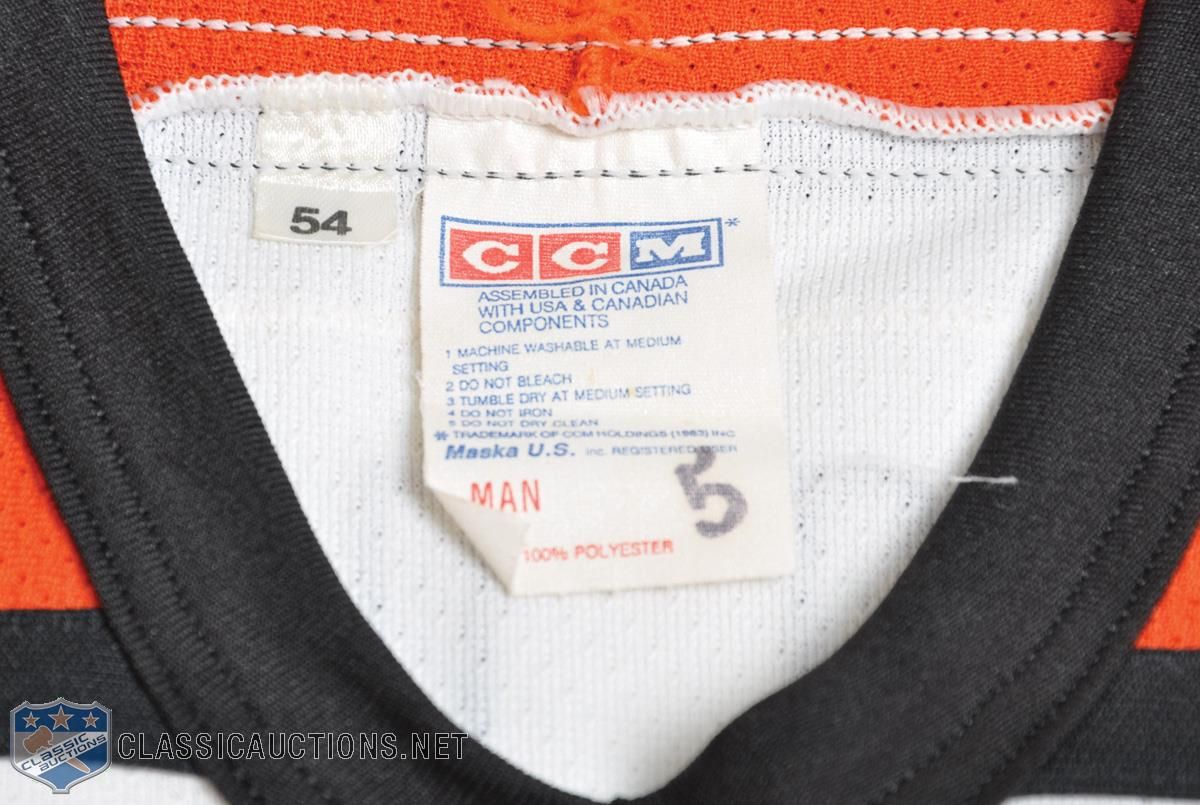 54
CCM*
ASSEMBLED IN CANADA
WITH USA & CANADIAN
COMPONENTS
1 MACHINE WASHABLE AT MEDIUM
SETTING
2 DO NOT BLEACH
3 TUMBLE DRY AT MEDIUM SETTING
4 DO NOT IRON
5 DO NOT DRY CLEAN
* TRADEMARK OF CCM HOLDINGS (1983) INC
Maska U.S. inc. REGISTERED USER
MAN
5
100% POLYESTER
CLASSIC
AUCTIONS
CLASSICAUCTIONS.NET